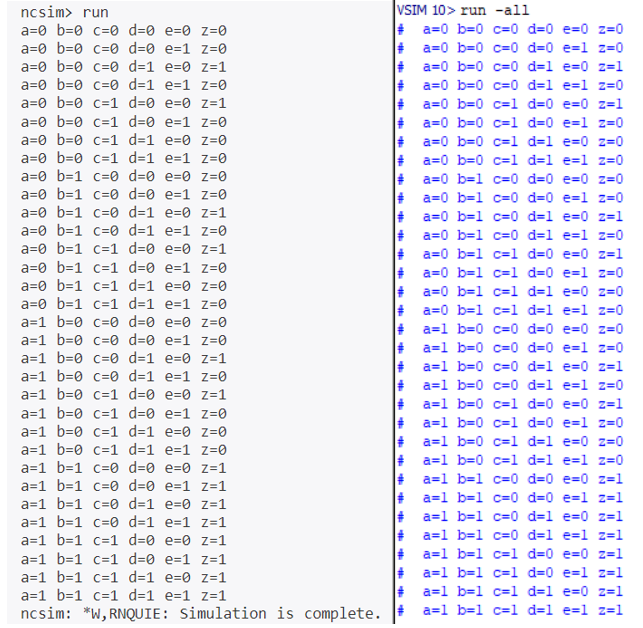 ncsim> run
a=0 b=0 c=0 d=0 e=0 z=0
a=0 b=0 c=0 d=0 e=1 z=0
a=0 b=0 c=0 d=1 e=0 z=1
a=0 b=0 c=0 d=1 e=1 z=0
a=0 b=0 c=1 d=0 e=0 z=1
a=0 b=0 c=1 d=0 e=1 z=0
a=0 b=0 c=1 d=1 e=0 z=0
a=0 b=0 c=1 d=1 e=1 z=0
a=0 b=1 c=0 d=0 e=0 z=0
a=0 b=1 c=0 d=0 e=1 z=0
a=0 b=1 c=0 d=1 e=0 z=1
a=0 b=1 c=0 d=1 e=1 z=0
a=0 b=1 c=1 d=0 e=0 z=1
a=0 b=1 c=1 d=0 e=1 z=0
a=0 b=1 c=1 d=1 e=0 z=0
a=0 b=1 c=1 d=1 e=1 z=0
a=1 b=0 c=0 d=0 e=0 z=0
a=1 b=0 c=0 d=0 e=1 z=0
a=1 b=0 c=0 d=1 e=0 z=1
a=1 b=0 c=0 d=1 e=1 z=0
a=1 b=0 c=1 d=0 e=0 z=1
a=1 b=0 c=1 d=0 e=1 z=0
a=1 b=0 c=1 d=1 e=0 z=0
a=1 b=0 c=1 d=1 e=1 z=0
a=1 b=1 c=0 d=0 e=0 z=1
a=1 b=1 c=0 d=0 e=1 z=1
a=1 b=1 c=0 d=1 e=0 z=1
a=1 b=1 c=0 d=1 e=1 z=1
a=1 b=1 c=1 d=0 e=0 z=1
a=1 b=1 c=1 d=0 e=1 z=1
a=1 b=1 c=1 d=1 e=0 z=1
a=1 b=1 c=1 d=1 e=1 z=1
ncsim: *W,RNQUIE: Simulation is complete.
VSIM 10> run -all
# a=0 b=0 c=0 d=0 e=0 z=0
# a=0 b=0 c=0 d=0 e=1 z=0
# a=0 b=0 c=0 d=1 e=0 z=1
# a=0 b=0 c=0 d=1 e=1 z=0
# a=0 b=0 c=1 d=0 e=0 z=1
# a=0 b=0 c=1 d=0 e=1 z=0
# a=0 b=0 c=1 d=1 e=0 z=0
# a=0 b=0 c=1 d=1 e=1 z=0
# a=0 b=1 c=0 d=0 e=0 z=0
# a=0 b=1 c=0 d=0 e=1 z=0
# a=0 b=1 c=0 d=1 e=0 z=1
# a=0 b=1 c=0 d=1 e=1 z=0
# a=0 b=1 c=1 d=0 e=0 z=1
# a=0 b=1 c=1 d=0 e=1 z=0
# a=0 b=1 c=1 d=1 e=0 z=0
# a=0 b=1 c=1 d=1 e=1 z=0
# a=1 b=0 c=0 d=0 e=0 z=0
# a=1 b=0 c=0 d=0 e=1 z=0
# a=1 b=0 c=0 d=1 e=0 z=1
# a=1 b=0 c=0 d=1 e=1 z=0
# a=1 b=0 c=1 d=0 e=0 z=1
# a=1 b=0 c=1 d=0 e=1 z=0
# a=1 b=0 c=1 d=1 e=0 z=0
# a=1 b=0 c=1 d=1 e=1 z=0
# a=1 b=1 c=0 d=0 e=0 z=1
# a=1 b=1 c=0 d=0 e=1 z=1
# a=1 b=1 c=0 d=1 e=0 z=1
# a=1 b=1 c=0 d=1 e=1 z=1
# a=1 b=1 c=1 d=0 e=0 z=1
# a=1 b=1 c=1 d=0 e=1 z=1
# a=1 b=1 c=1 d=1 e=0 z=1
# a=1 b=1 c=1 d=1 e=1 z=1